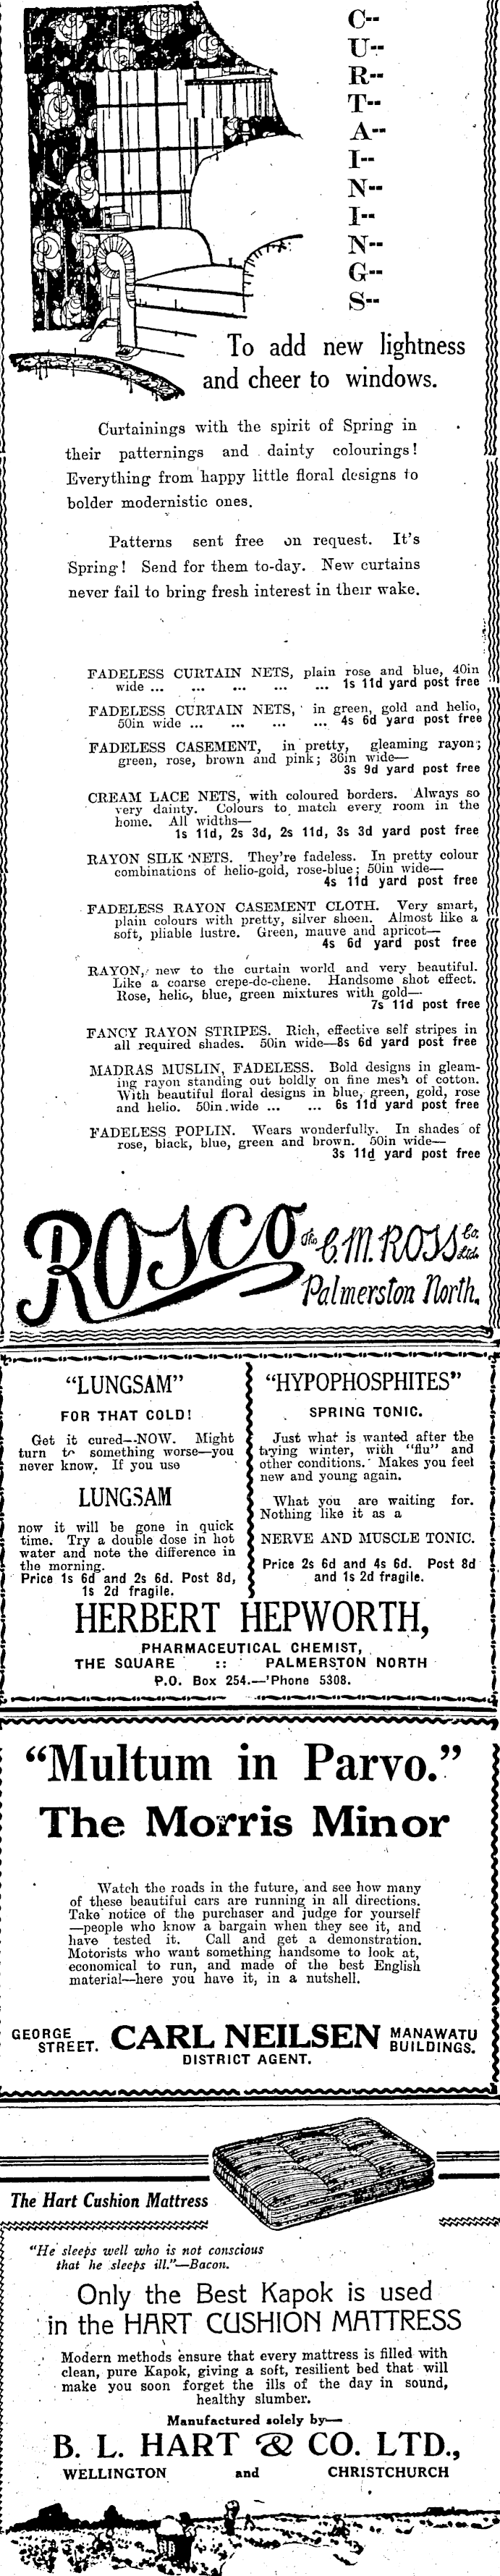 C--
U--
R--
T--
A--
I--
N--
I--
N--
G--
S--
To add new lightness
and cheer to windows.
Curtainings with the spirit of Spring in
their patternings and dainty colourings!
Everything from happy little floral designs to
bolder modernistic ones.
Patterns sent free on request. It's
Spring! Send for them to-day. New curtains
never fail to bring fresh interest in their wake.
FADELESS CURTAIN NETS, plain rose and blue, 40in
wide ... ... ... ... ... 1s 11d yard post free
FADELESS CURTAIN NETS, in green, gold and helio,
50in wide ... ... ... ... 4s 6d yard post free
FADELESS CASEMENT, in pretty, gleaming rayon;
green, rose, brown and pink; 36in wide—
3s 9d yard post free
CREAM LACE NETS, with coloured borders. Always so
very dainty. Colours to match every room in the
home. All widths—
1s 11d, 2s 3d, 2s 11d, 3s 3d yard post free
RAYON SILK NETS. They're fadeless. In pretty colour
combinations of helio-gold, rose-blue; 50in wide—
4s 11d yard post free
FADELESS RAYON CASEMENT CLOTH. Very smart,
plain colours with pretty, silver sheen. Almost like a
soft, pliable lustre. Green, mauve and apricot—
4s 6d yard post free
RAYON, new to the curtain world and very beautiful.
Like a coarse crepe-de-chene. Handsome shot effect.
Rose, helio, blue, green mixtures with gold—
7s 11d post free
FANCY RAYON STRIPES. Rich, effective self stripes in
all required shades. 50in wide—8s 6d yard post free
MADRAS MUSLIN, FADELESS. Bold designs in gleam-
ing rayon standing out boldly on fine mesh of cotton.
With beautiful floral designs in blue, green, gold, rose
and helio. 50in wide ... ... 6s 11d yard post free
FADELESS POPLIN. Wears wonderfully. In shades of
rose, black, blue, green and brown. 50in wide—
3s 11d yard post free
ROSCO The C. M. ROSS Co. Ltd.
Palmerston North.
"LUNGSAM"
FOR THAT COLD!
Get it cured--NOW. Might
turn to something worse—you
never know. If you use
LUNGSAM
now it will be gone in quick
time. Try a double dose in hot
water and note the difference in
the morning.
Price 1s 6d and 2s 6d. Post 8d,
1s 2d fragile.
"HYPOPHOSPHITES"
SPRING TONIC.
Just what is wanted after the
trying winter, with "flu" and
other conditions. Makes you feel
new and young again.
What you are waiting for.
Nothing like it as a
NERVE AND MUSCLE TONIC.
Price 2s 6d and 4s 6d. Post 8d
and 1s 2d fragile.
HERBERT HEPWORTH,
PHARMACEUTICAL CHEMIST,
THE SQUARE :: PALMERSTON NORTH
P.O. Box 254.—'Phone 5308.
"Multum in Parvo."
The Morris Minor
Watch the roads in the future, and see how many
of these beautiful cars are running in all directions.
Take notice of the purchaser and judge for yourself
—people who know a bargain when they see it, and
have tested it. Call and get a demonstration.
Motorists who want something handsome to look at,
economical to run, and made of the best English
material—here you have it, in a nutshell.
GEORGE STREET. CARL NEILSEN MANAWATU BUILDINGS.
DISTRICT AGENT.
The Hart Cushion Mattress
"He sleeps well who is not conscious
that he sleeps ill."—Bacon.
Only the Best Kapok is used
in the HART CUSHION MATTRESS
Modern methods ensure that every mattress is filled with
clean, pure Kapok, giving a soft, resilient bed that will
make you soon forget the ills of the day in sound,
healthy slumber.
Manufactured solely by—
B. L. HART & CO. LTD.,
WELLINGTON and CHRISTCHURCH